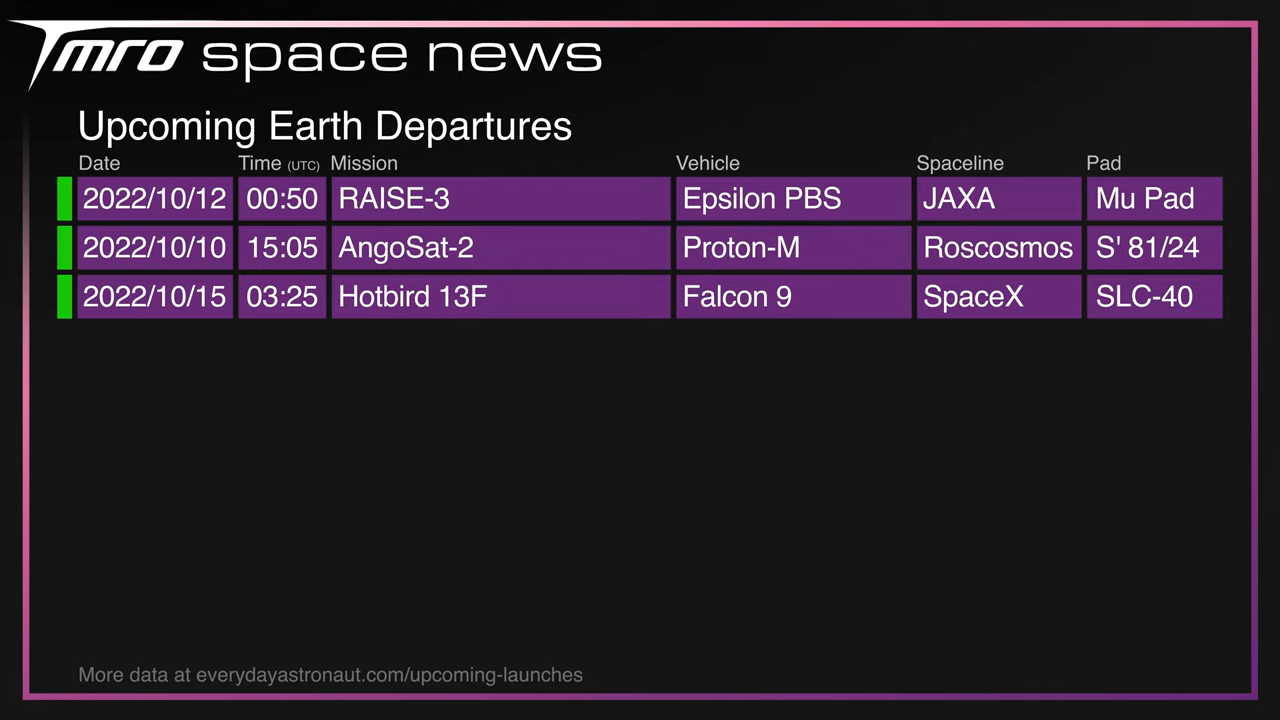 TMRO space news
Upcoming Earth Departures
Date Time (UTC) Mission Vehicle Spaceline Pad
2022/10/12 00:50 RAISE-3 Epsilon PBS JAXA Mu Pad
2022/10/10 15:05 AngoSat-2 Proton-M Roscosmos S' 81/24
2022/10/15 03:25 Hotbird 13F Falcon 9 SpaceX SLC-40
More data at everydayastronaut.com/upcoming-launches